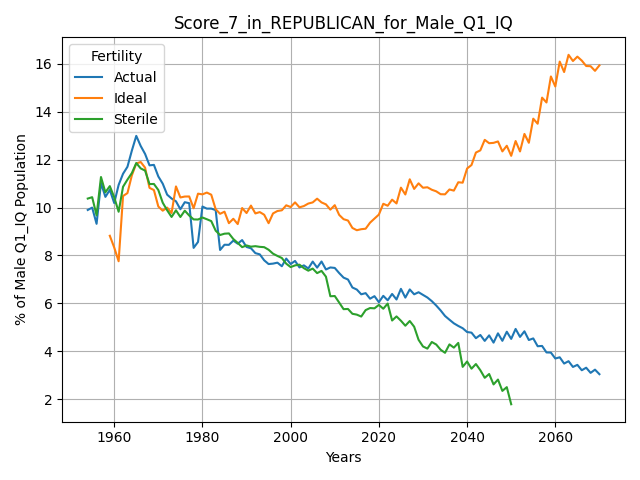 Score_7_in_REPUBLICAN_for_Male_Q1_IQ
Fertility
Actual
Ideal
Sterile
% of Male Q1_IQ Population
16
14
12
10
8
6
4
2
1960 1980 2000 2020 2040 2060
Years